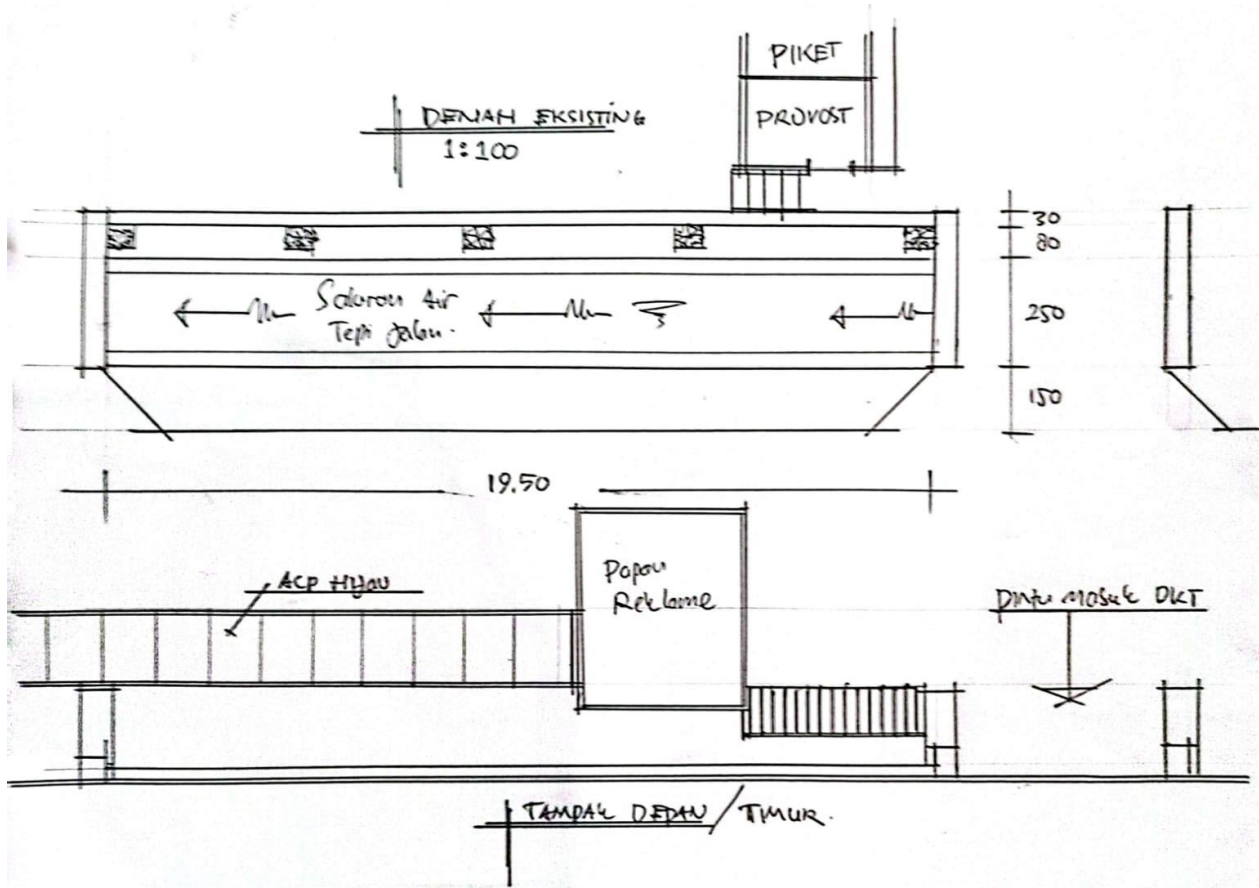 PIKET
PROVOST
DENAH EKSISTING
1:100
30
80
250
150
Saluran Air
Tepi Jalan.
19.50
ACP HIJAU
Papan
Reklame
PINTU MASUK DKT
TAMPAK DEPAN / TIMUR.